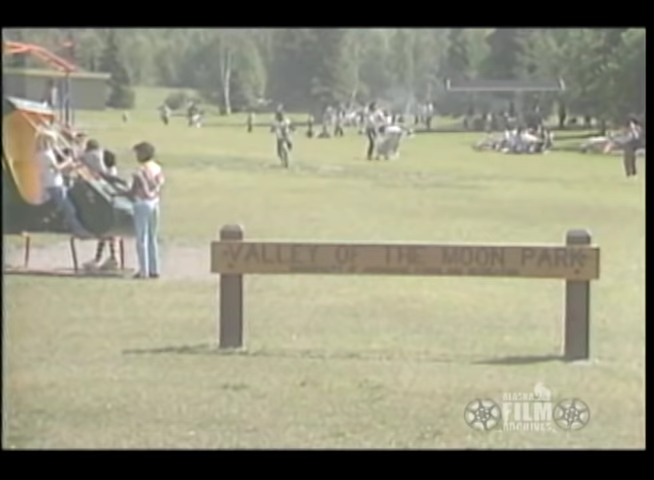 VALLEY OF THE MOON PARK
ALASKA
FILM
ARCHIVES